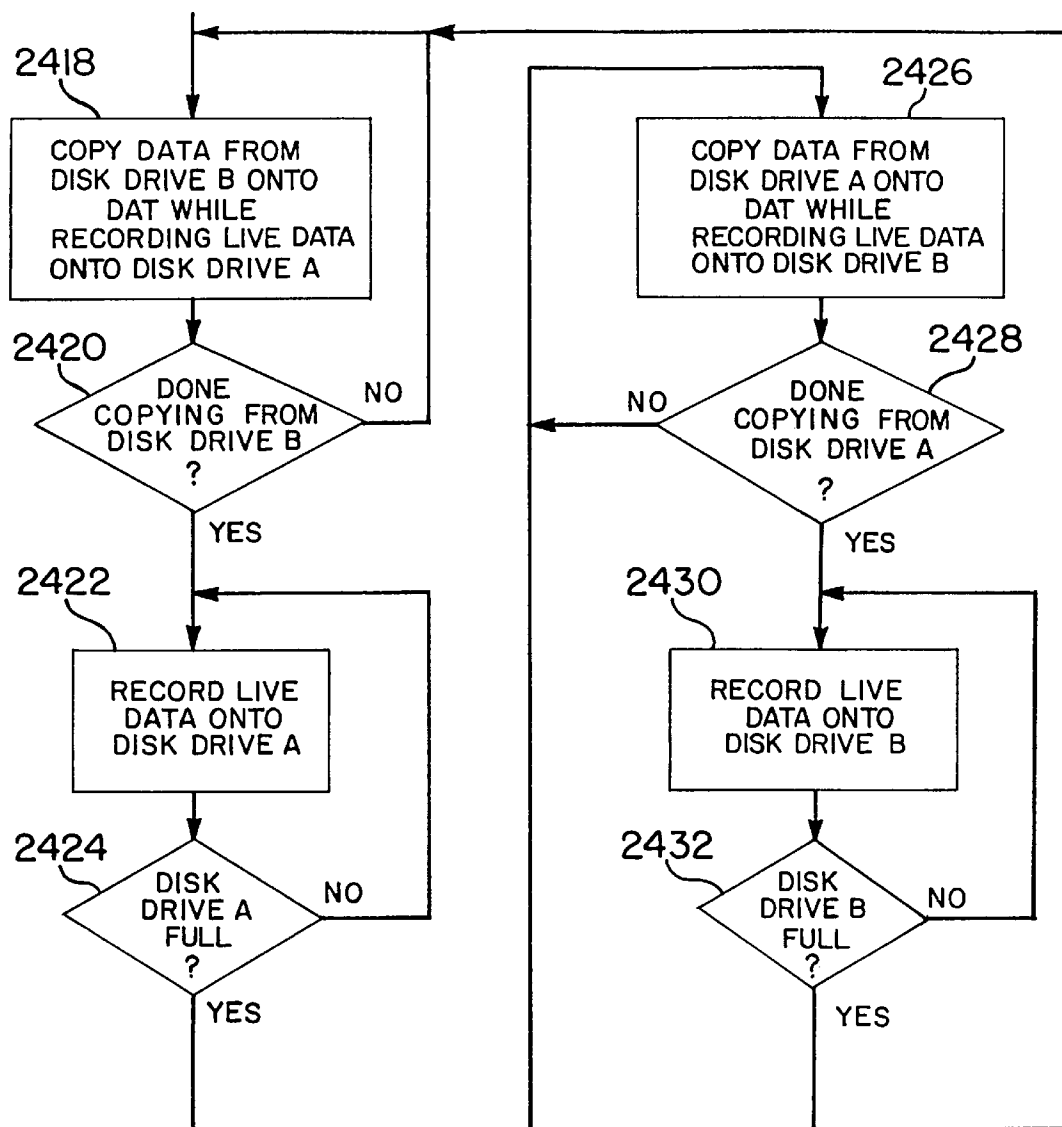 2418
COPY DATA FROM
DISK DRIVE B ONTO
DAT WHILE
RECORDING LIVE DATA
ONTO DISK DRIVE A
2420
DONE
COPYING FROM
DISK DRIVE B
?
NO
YES
2422
RECORD LIVE
DATA ONTO
DISK DRIVE A
2424
DISK
DRIVE A
FULL
?
NO
YES
2426
COPY DATA FROM
DISK DRIVE A ONTO
DAT WHILE
RECORDING LIVE DATA
ONTO DISK DRIVE B
2428
NO
DONE
COPYING FROM
DISK DRIVE A
?
YES
2430
RECORD LIVE
DATA ONTO
DISK DRIVE B
2432
DISK
DRIVE B
FULL
?
NO
YES